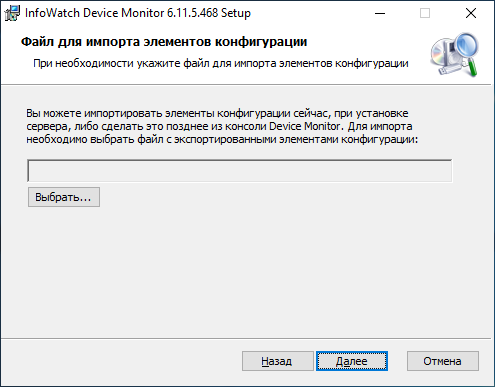 InfoWatch Device Monitor 6.11.5.468 Setup
Файл для импорта элементов конфигурации
При необходимости укажите файл для импорта элементов конфигурации
Вы можете импортировать элементы конфигурации сейчас, при установке
сервера, либо сделать это позднее из консоли Device Monitor. Для импорта
необходимо выбрать файл с экспортированными элементами конфигурации:
Выбрать...
Назад
Далее
Отмена